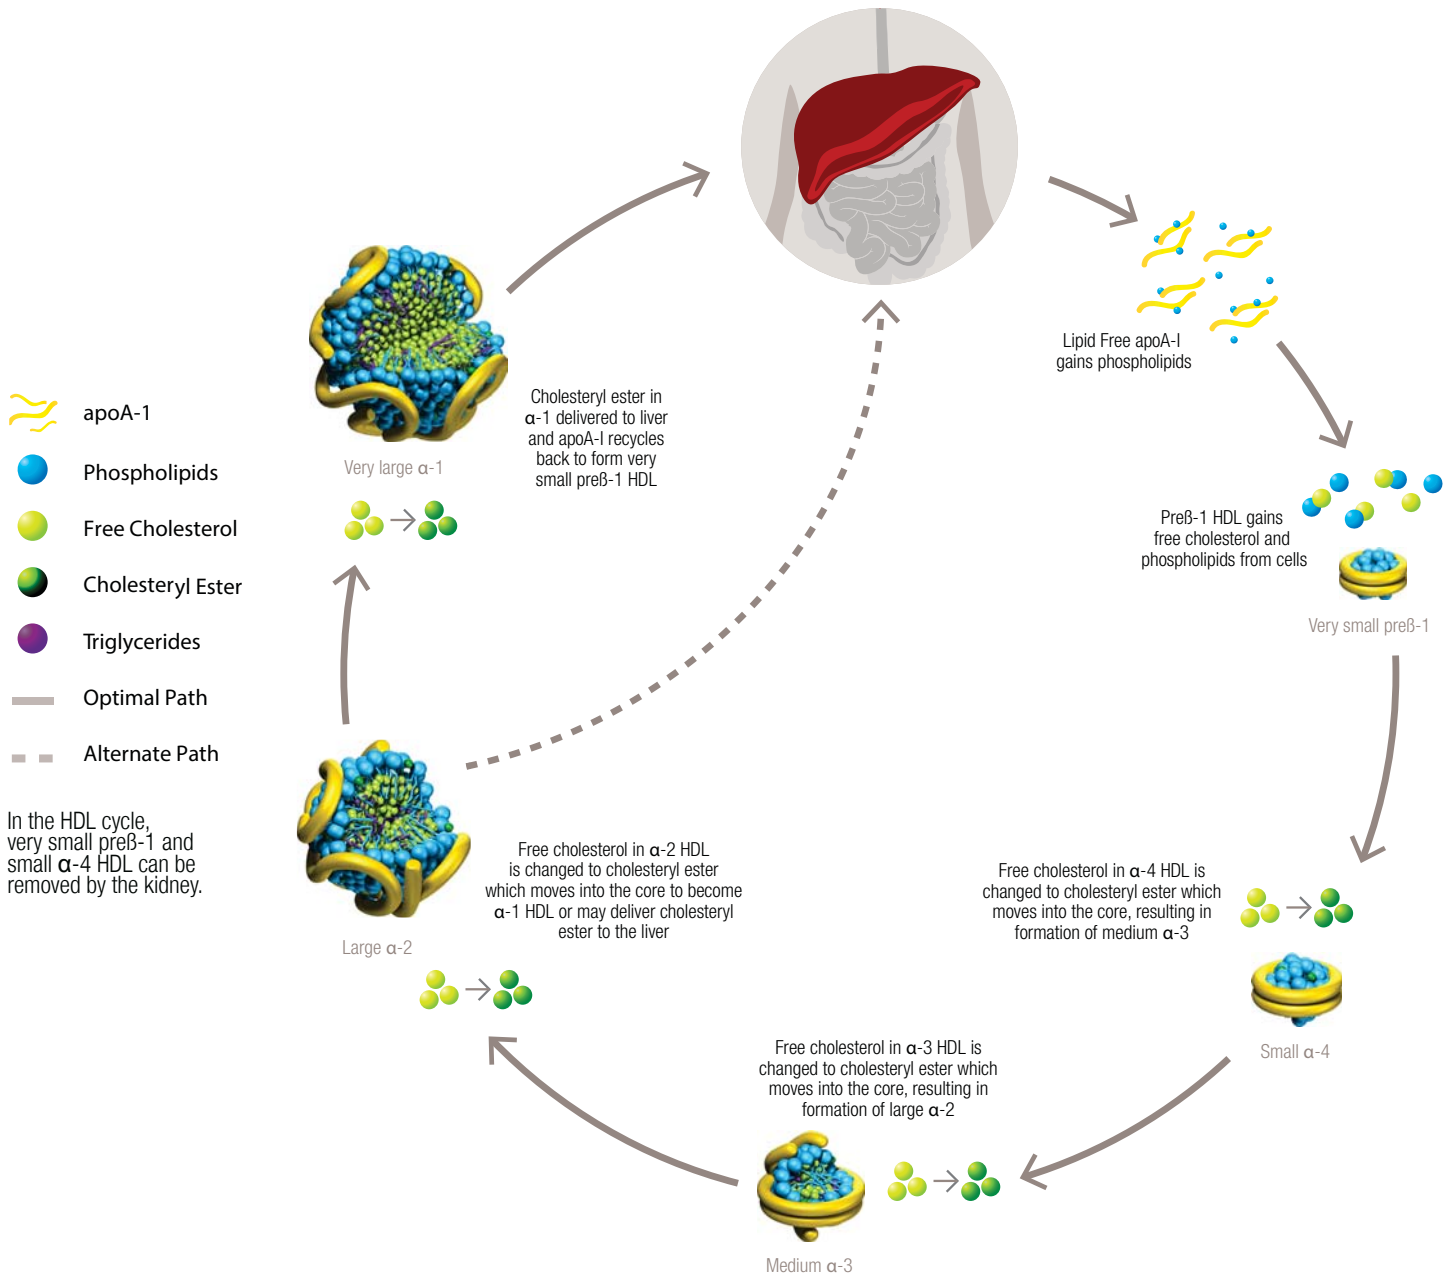 Lipid Free apoA-I
gains phospholipids
Cholesteryl ester in
α-1 delivered to liver
and apoA-I recycles
back to form very
small preß-1 HDL
Very large α-1
apoA-1
Phospholipids
Free Cholesterol
Cholesteryl Ester
Triglycerides
Optimal Path
Alternate Path
In the HDL cycle,
very small preß-1 and
small α-4 HDL can be
removed by the kidney.
Preß-1 HDL gains
free cholesterol and
phospholipids from cells
Very small preß-1
Free cholesterol in α-2 HDL
is changed to cholesteryl ester
which moves into the core to become
α-1 HDL or may deliver cholesteryl
ester to the liver
Large α-2
Free cholesterol in α-4 HDL is
changed to cholesteryl ester which
moves into the core, resulting in
formation of medium α-3
Small α-4
Free cholesterol in α-3 HDL is
changed to cholesteryl ester which
moves into the core, resulting in
formation of large α-2
Medium α-3